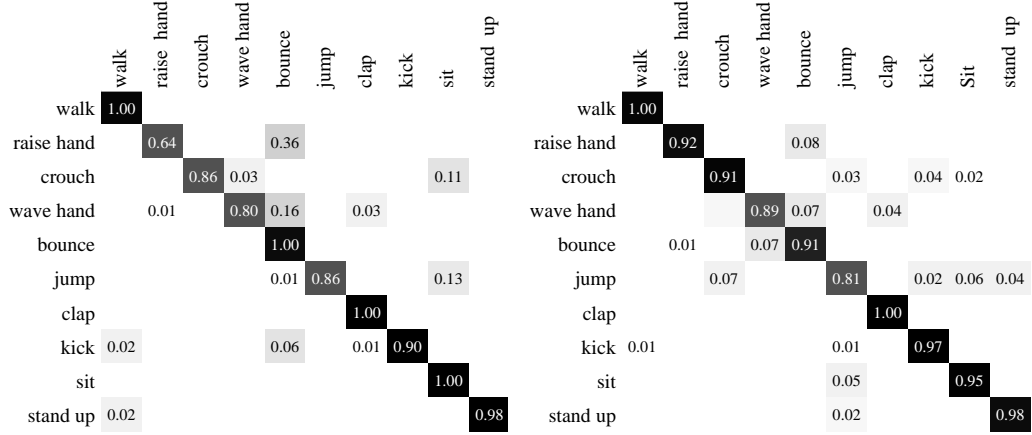 walk raise hand crouch wave hand bounce jump clap kick sit stand up
walk 1.00
raise hand 0.64 0.36
crouch 0.86 0.03 0.11
wave hand 0.01 0.80 0.16 0.03
bounce 1.00
jump 0.01 0.86 0.13
clap 1.00
kick 0.02 0.06 0.01 0.90
sit 1.00
stand up 0.02 0.98
walk raise hand crouch wave hand bounce jump clap kick Sit stand up
walk 1.00
raise hand 0.92 0.08
crouch 0.91 0.03 0.04 0.02
wave hand 0.89 0.07 0.04
bounce 0.01 0.07 0.91
jump 0.07 0.81 0.02 0.06 0.04
clap 1.00
kick 0.01 0.01 0.97
sit 0.05 0.95
stand up 0.02 0.98